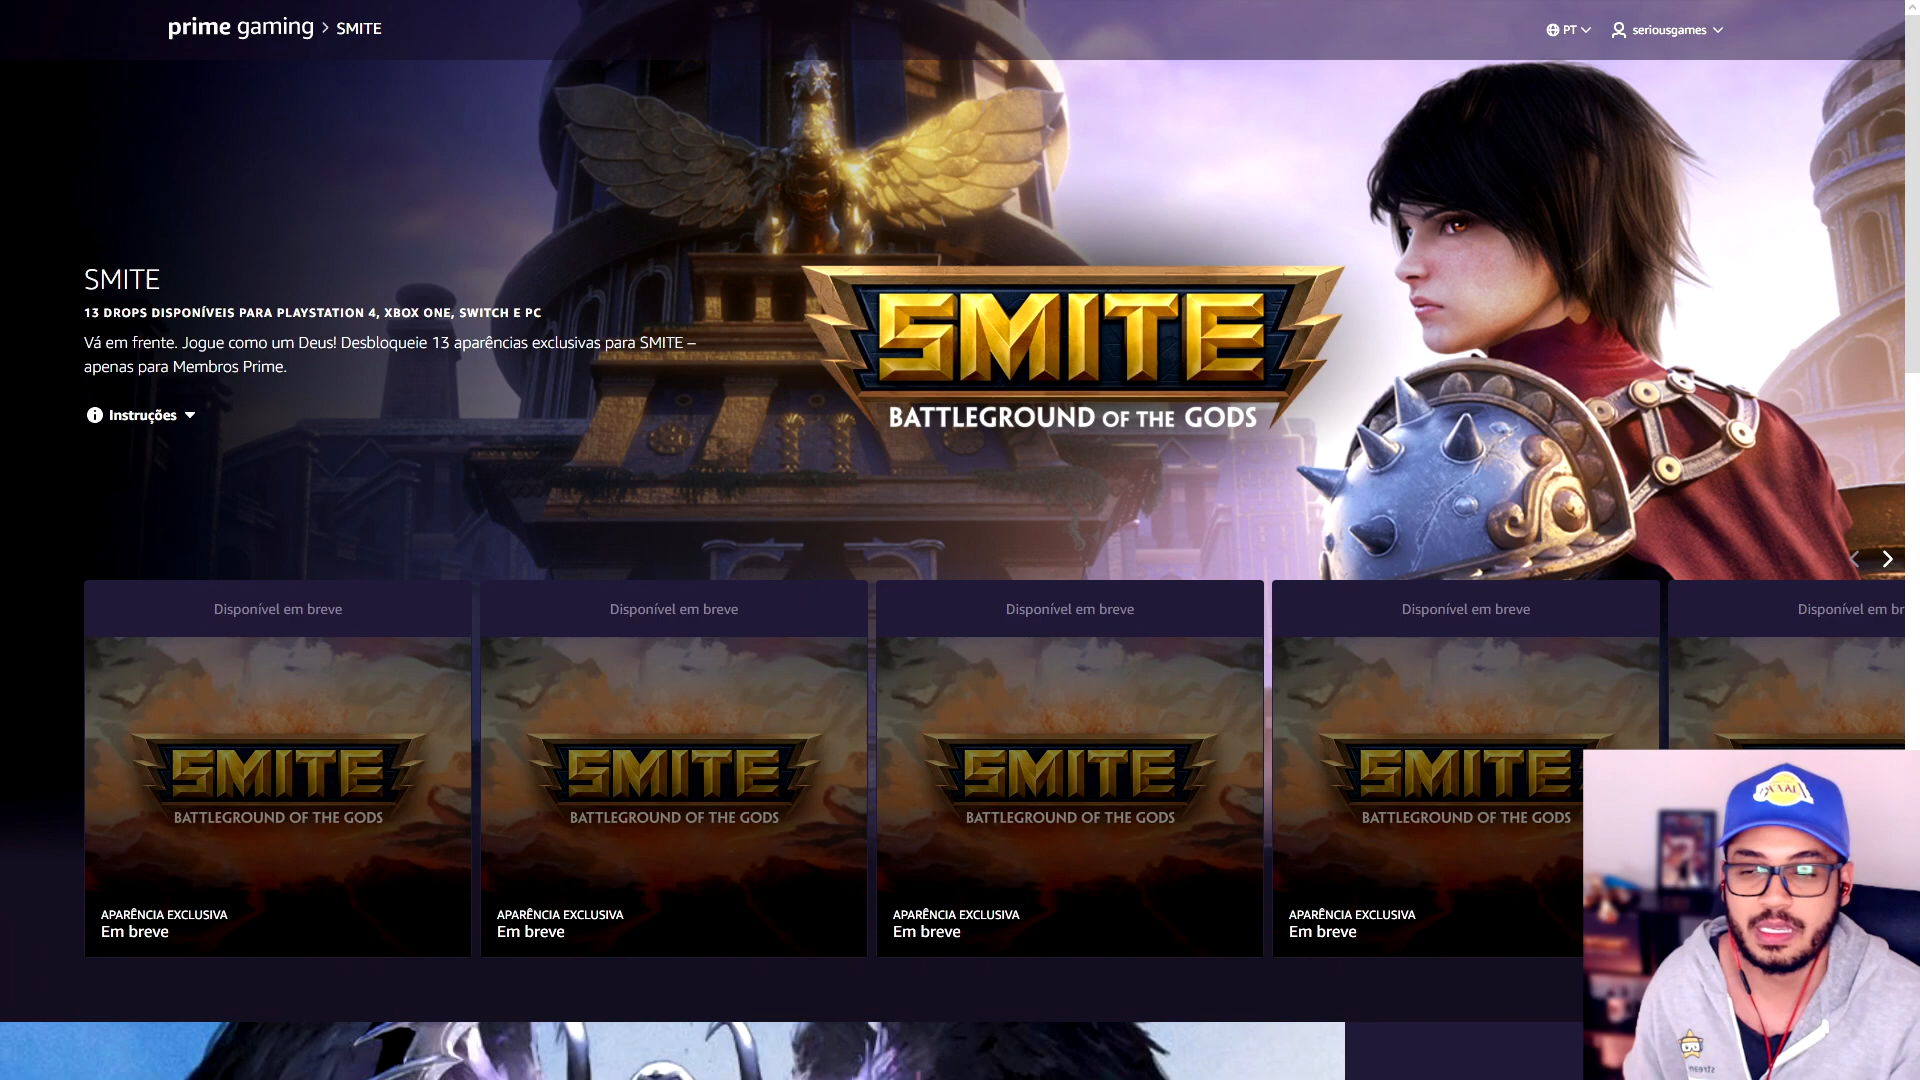 prime gaming > SMITE
PT
seriousgames
SMITE
13 DROPS DISPONÍVEIS PARA PLAYSTATION 4, XBOX ONE, SWITCH E PC
Vá em frente. Jogue como um Deus! Desbloqueie 13 aparências exclusivas para SMITE –
apenas para Membros Prime.
Instruções
SMITE
BATTLEGROUND OF THE GODS
Disponível em breve
SMITE
BATTLEGROUND OF THE GODS
APARÊNCIA EXCLUSIVA
Em breve
Disponível em breve
SMITE
BATTLEGROUND OF THE GODS
APARÊNCIA EXCLUSIVA
Em breve
Disponível em breve
SMITE
BATTLEGROUND OF THE GODS
APARÊNCIA EXCLUSIVA
Em breve
Disponível em breve
SMITE
BATTLEGROUND OF THE GODS
APARÊNCIA EXCLUSIVA
Em breve
Disponível em br